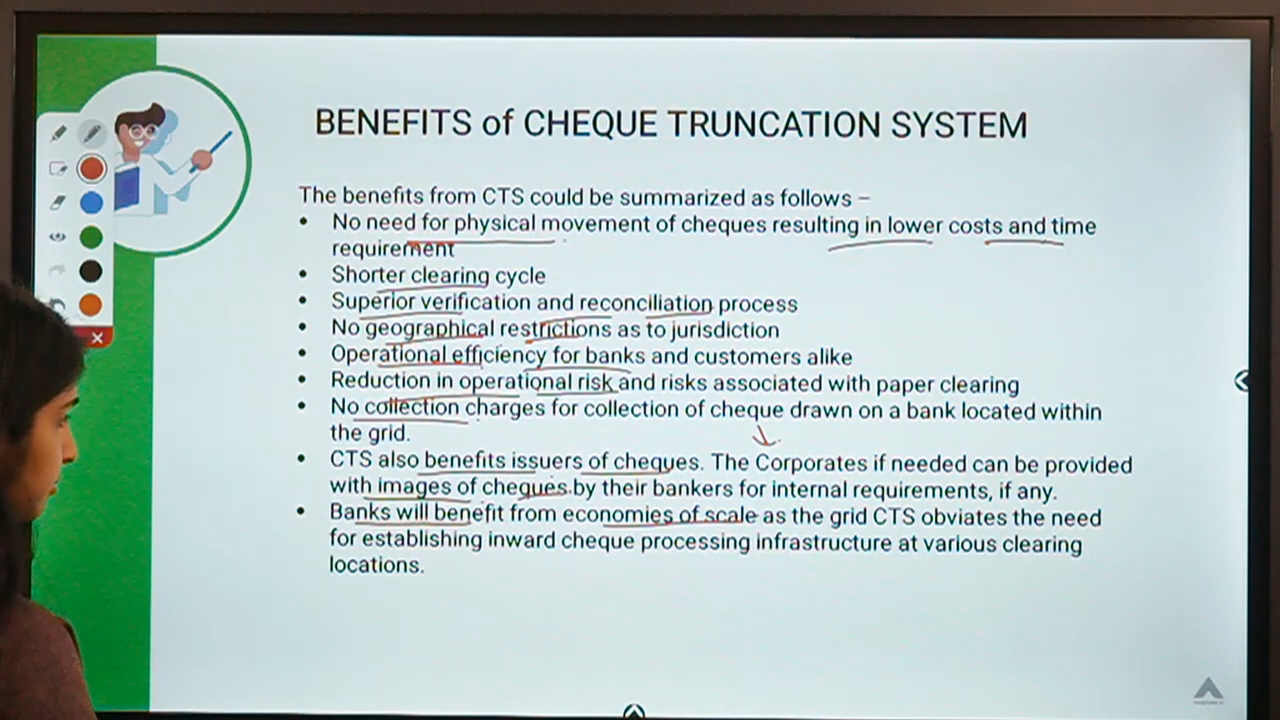 BENEFITS of CHEQUE TRUNCATION SYSTEM
The benefits from CTS could be summarized as follows –
• No need for physical movement of cheques resulting in lower costs and time
requirement
• Shorter clearing cycle
• Superior verification and reconciliation process
• No geographical restrictions as to jurisdiction
• Operational efficiency for banks and customers alike
• Reduction in operational risk and risks associated with paper clearing
• No collection charges for collection of cheque drawn on a bank located within
the grid.
• CTS also benefits issuers of cheques. The Corporates if needed can be provided
with images of cheques by their bankers for internal requirements, if any.
• Banks will benefit from economies of scale as the grid CTS obviates the need
for establishing inward cheque processing infrastructure at various clearing
locations.